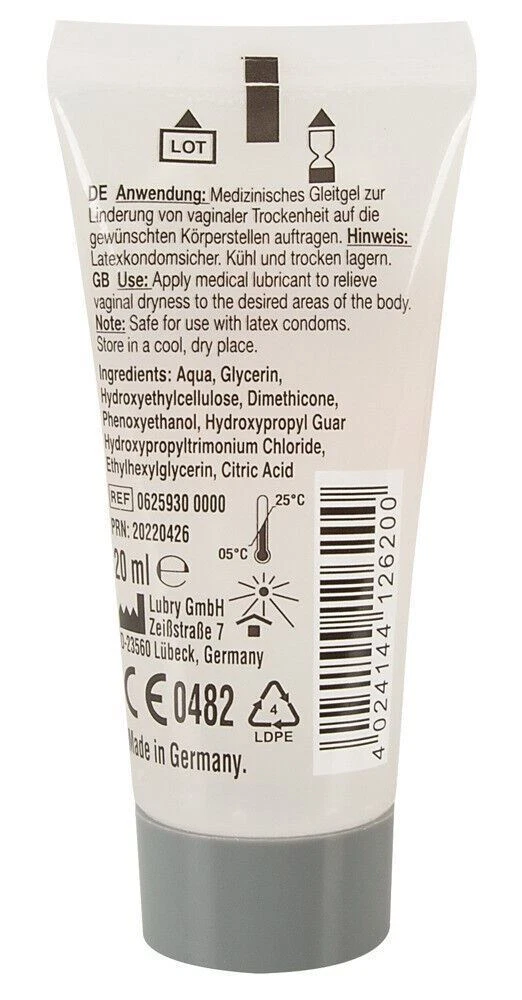 LOT
DE Anwendung: Medizinisches Gleitgel zur
Linderung von vaginaler Trockenheit auf die
gewünschten Körperstellen auftragen. Hinweis:
Latexkondomsicher. Kühl und trocken lagern.
GB Use: Apply medical lubricant to relieve
vaginal dryness to the desired areas of the body.
Note: Safe for use with latex condoms.
Store in a cool, dry place.
Ingredients: Aqua, Glycerin,
Hydroxyethylcellulose, Dimethicone,
Phenoxyethanol, Hydroxypropyl Guar
Hydroxypropyltrimonium Chloride,
Ethylhexylglycerin, Citric Acid
REF 0625930 0000
PRN: 20220426
25°C
05°C
20 ml ℮
Lubry GmbH
Zeißstraße 7
D-23560 Lübeck, Germany
CE 0482
4
LDPE
Made in Germany.
4 024144 126200